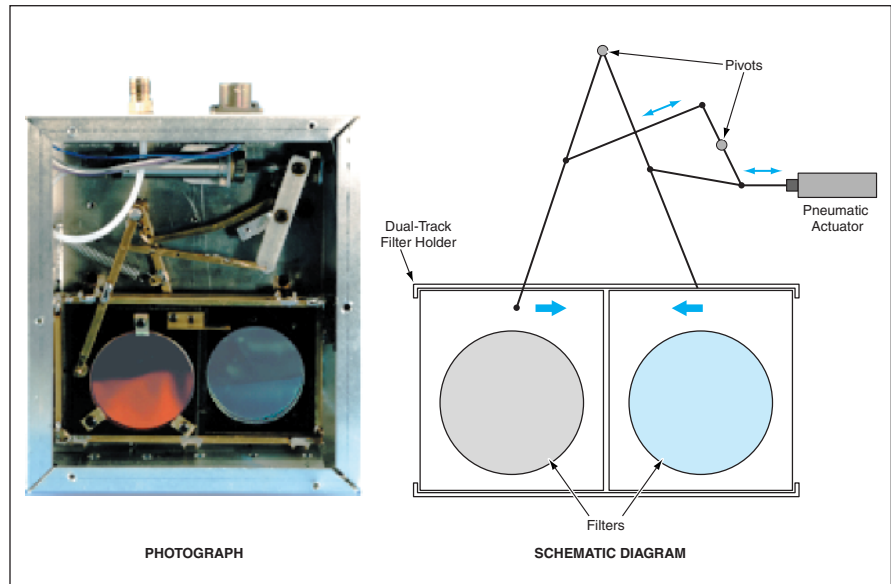 Pivots
Pneumatic
Actuator
Dual-Track
Filter Holder
Filters
PHOTOGRAPH
SCHEMATIC DIAGRAM